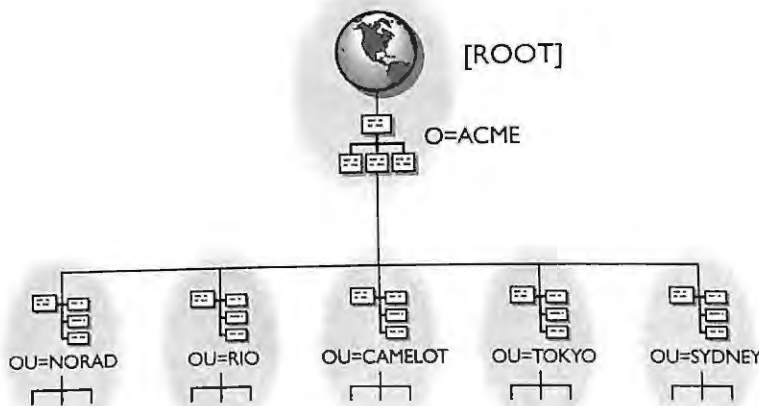 [ROOT]
O=ACME
OU=NORAD
OU=RIO
OU=CAMELOT
OU=TOKYO
OU=SYDNEY